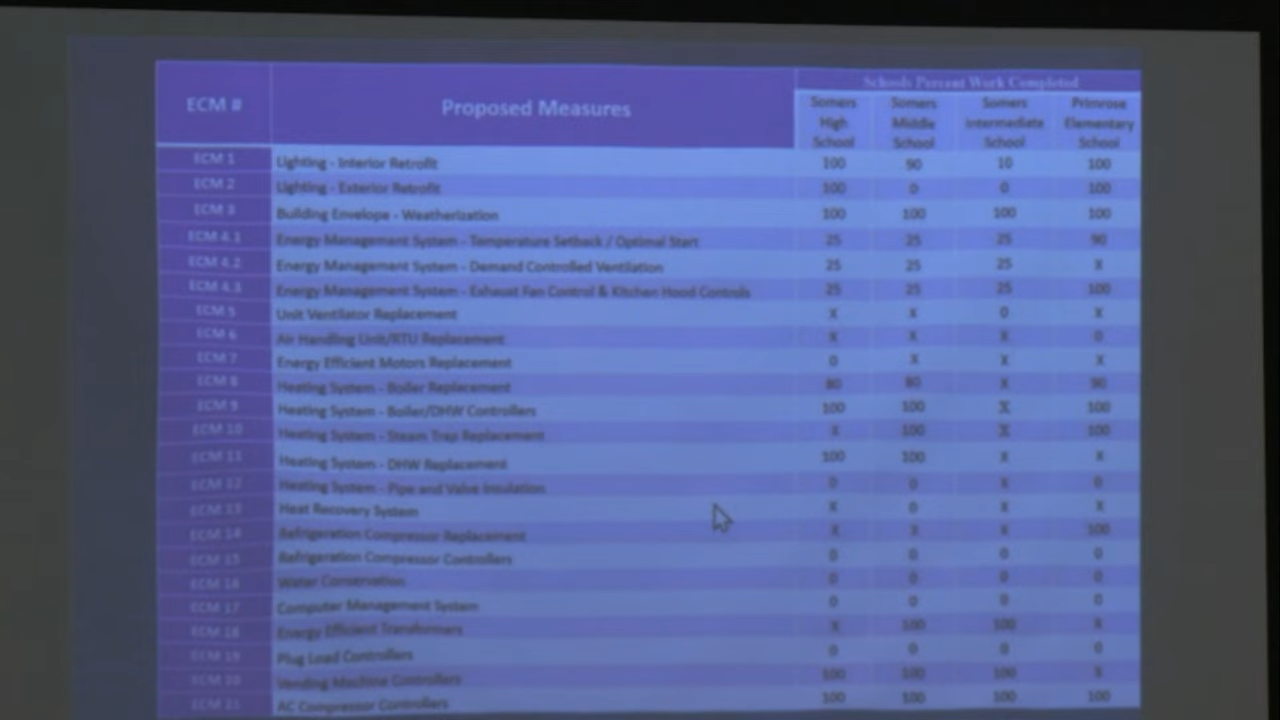 Schools Percent Work Completed
ECM # Proposed Measures Somers High School Somers Middle School Somers Intermediate School Primrose Elementary School
ECM 1 Lighting - Interior Retrofit 100 90 10 100
ECM 2 Lighting - Exterior Retrofit 100 0 0 100
ECM 3 Building Envelope - Weatherization 100 100 100 100
ECM 4.1 Energy Management System - Temperature Setback / Optimal Start 25 25 25 90
ECM 4.2 Energy Management System - Demand Controlled Ventilation 25 25 25 X
ECM 4.3 Energy Management System - Exhaust Fan Control & Kitchen Hood Controls 25 25 25 100
ECM 5 Unit Ventilator Replacement X X 0 X
ECM 6 Air Handling Unit/RTU Replacement X X X 0
ECM 7 Energy Efficient Motors Replacement 0 X X X
ECM 8 Heating System - Boiler Replacement 80 80 X 90
ECM 9 Heating System - Boiler/DHW Controllers 100 100 X 100
ECM 10 Heating System - Steam Trap Replacement X 100 X 100
ECM 11 Heating System - DHW Replacement 100 100 X X
ECM 12 Heating System - Pipe and Valve Insulation 0 0 X 0
ECM 13 Heat Recovery System X 0 X X
ECM 14 Refrigeration Compressor Replacement X X X 100
ECM 15 Refrigeration Compressor Controllers 0 0 0 0
ECM 16 Water Conservation 0 0 0 0
ECM 17 Computer Management System 0 0 0 0
ECM 18 Energy Efficient Transformers X 100 100 X
ECM 19 Plug Load Controllers 0 0 0 0
ECM 20 Vending Machine Controllers 100 100 100 X
ECM 21 AC Compressor Controllers 100 100 100 100